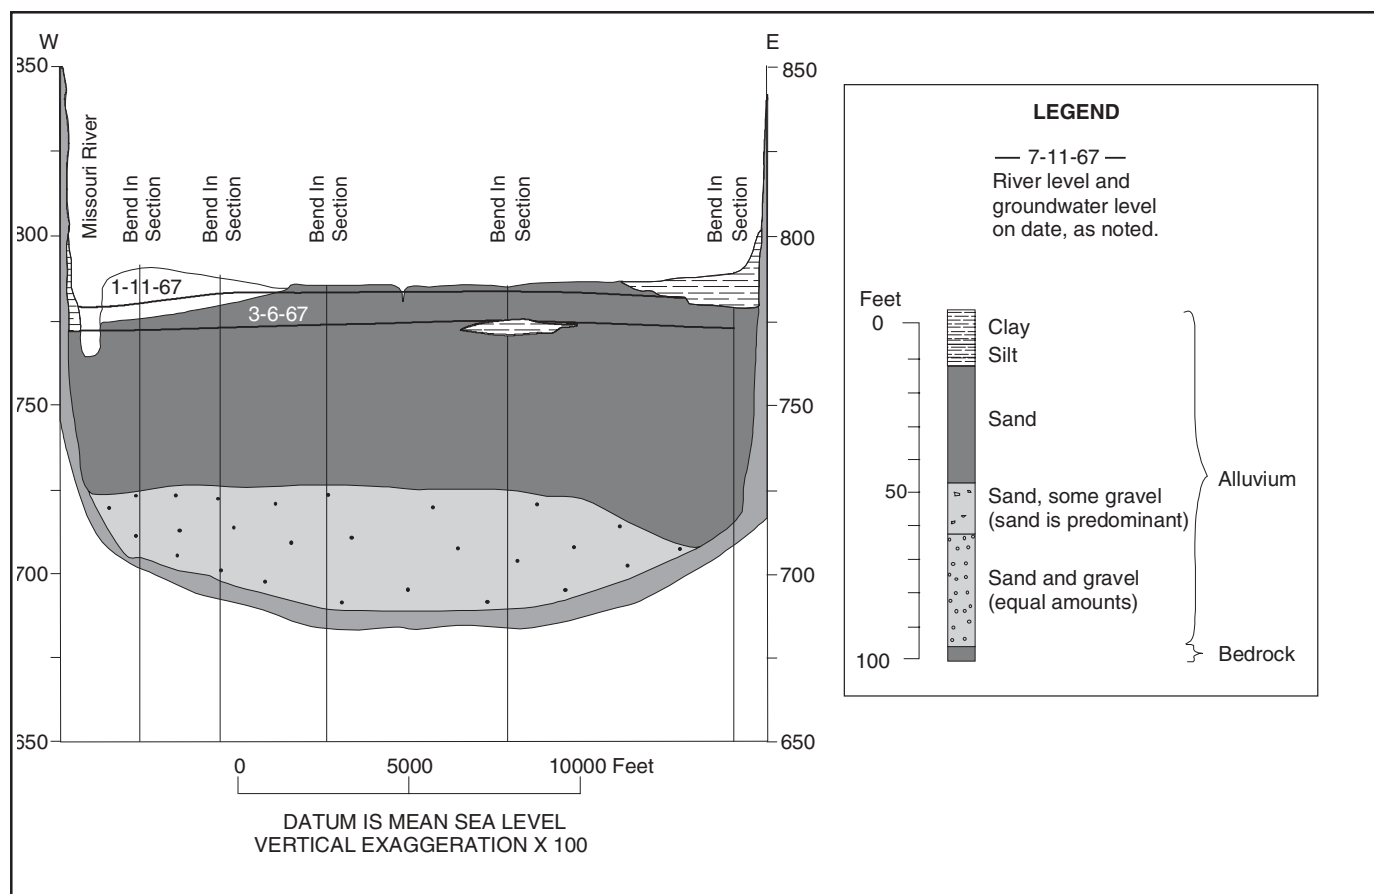 W
E
850
800
750
700
650
Missouri River
Bend In
Section
Bend In
Section
Bend In
Section
Bend In
Section
Bend In
Section
1-11-67
3-6-67
850
800
750
700
650
0 5000 10000 Feet
DATUM IS MEAN SEA LEVEL
VERTICAL EXAGGERATION X 100
LEGEND
7-11-67
River level and
groundwater level
on date, as noted.
Feet
0
50
100
Clay
Silt
Sand
Sand, some gravel
(sand is predominant)
Sand and gravel
(equal amounts)
Alluvium
Bedrock